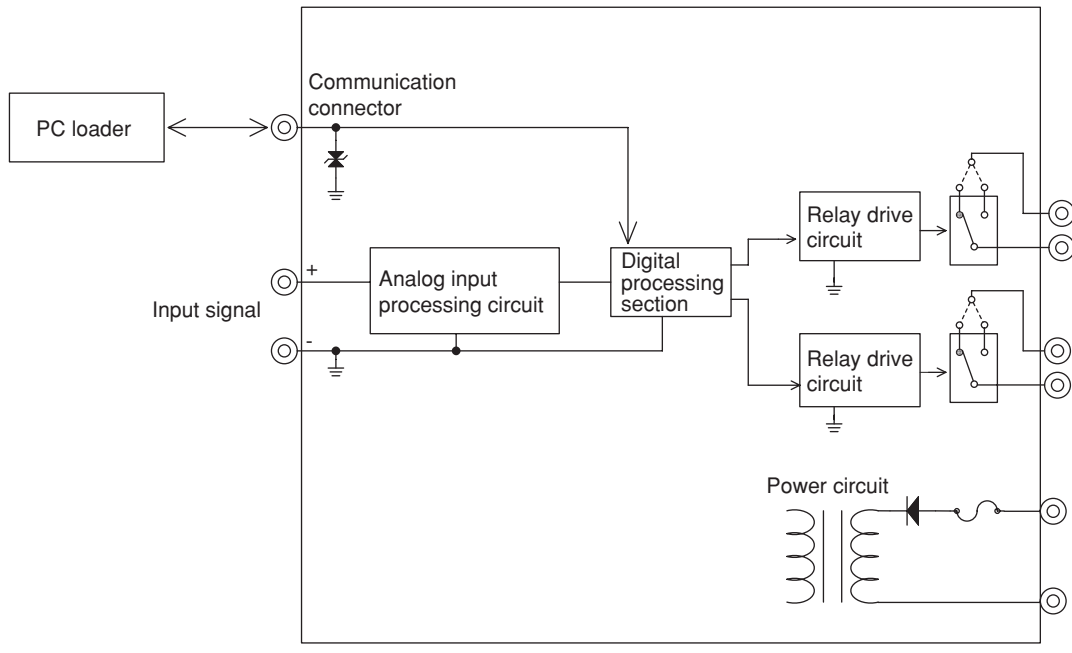 Communication
connector
PC loader
Relay drive
circuit
+
Analog input
processing circuit
Digital
processing
section
Input signal
-
Relay drive
circuit
Power circuit